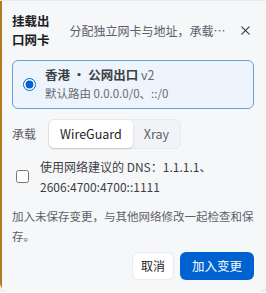 挂载出口网卡
分配独立网卡与地址，承载…
香港 · 公网出口 v2
默认路由 0.0.0.0/0、::/0
承载 WireGuard Xray
使用网络建议的 DNS：1.1.1.1、
2606:4700:4700::1111
加入未保存变更，与其他网络修改一起检查和保
存。
取消 加入变更